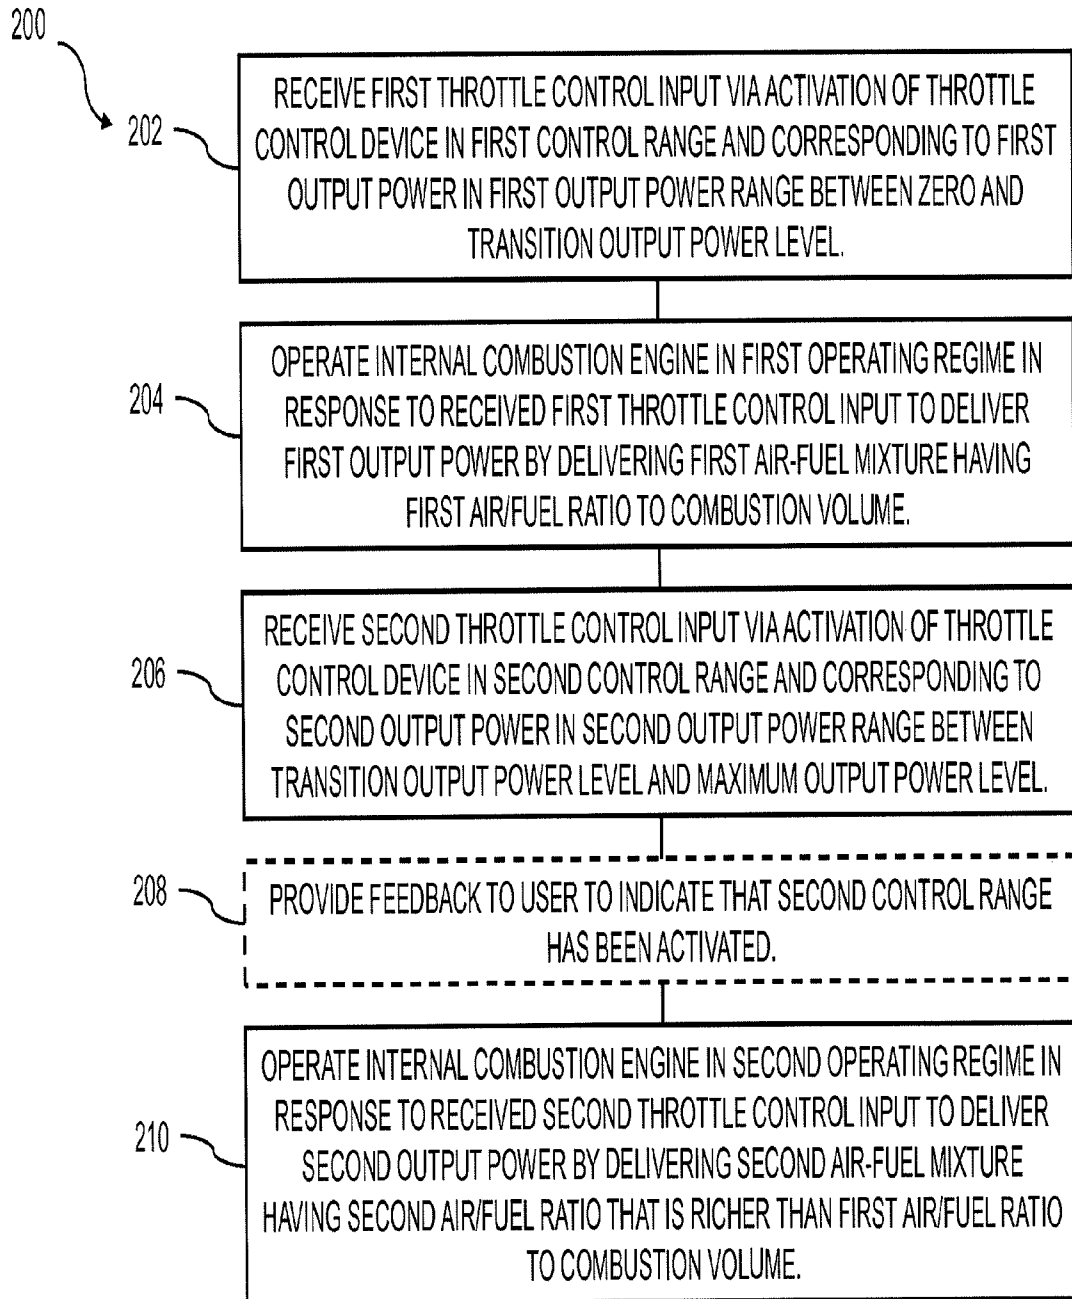 200
202
RECEIVE FIRST THROTTLE CONTROL INPUT VIA ACTIVATION OF THROTTLE
CONTROL DEVICE IN FIRST CONTROL RANGE AND CORRESPONDING TO FIRST
OUTPUT POWER IN FIRST OUTPUT POWER RANGE BETWEEN ZERO AND
TRANSITION OUTPUT POWER LEVEL.
204
OPERATE INTERNAL COMBUSTION ENGINE IN FIRST OPERATING REGIME IN
RESPONSE TO RECEIVED FIRST THROTTLE CONTROL INPUT TO DELIVER
FIRST OUTPUT POWER BY DELIVERING FIRST AIR-FUEL MIXTURE HAVING
FIRST AIR/FUEL RATIO TO COMBUSTION VOLUME.
206
RECEIVE SECOND THROTTLE CONTROL INPUT VIA ACTIVATION OF THROTTLE
CONTROL DEVICE IN SECOND CONTROL RANGE AND CORRESPONDING TO
SECOND OUTPUT POWER IN SECOND OUTPUT POWER RANGE BETWEEN
TRANSITION OUTPUT POWER LEVEL AND MAXIMUM OUTPUT POWER LEVEL.
208
PROVIDE FEEDBACK TO USER TO INDICATE THAT SECOND CONTROL RANGE
HAS BEEN ACTIVATED.
210
OPERATE INTERNAL COMBUSTION ENGINE IN SECOND OPERATING REGIME IN
RESPONSE TO RECEIVED SECOND THROTTLE CONTROL INPUT TO DELIVER
SECOND OUTPUT POWER BY DELIVERING SECOND AIR-FUEL MIXTURE
HAVING SECOND AIR/FUEL RATIO THAT IS RICHER THAN FIRST AIR/FUEL RATIO
TO COMBUSTION VOLUME.